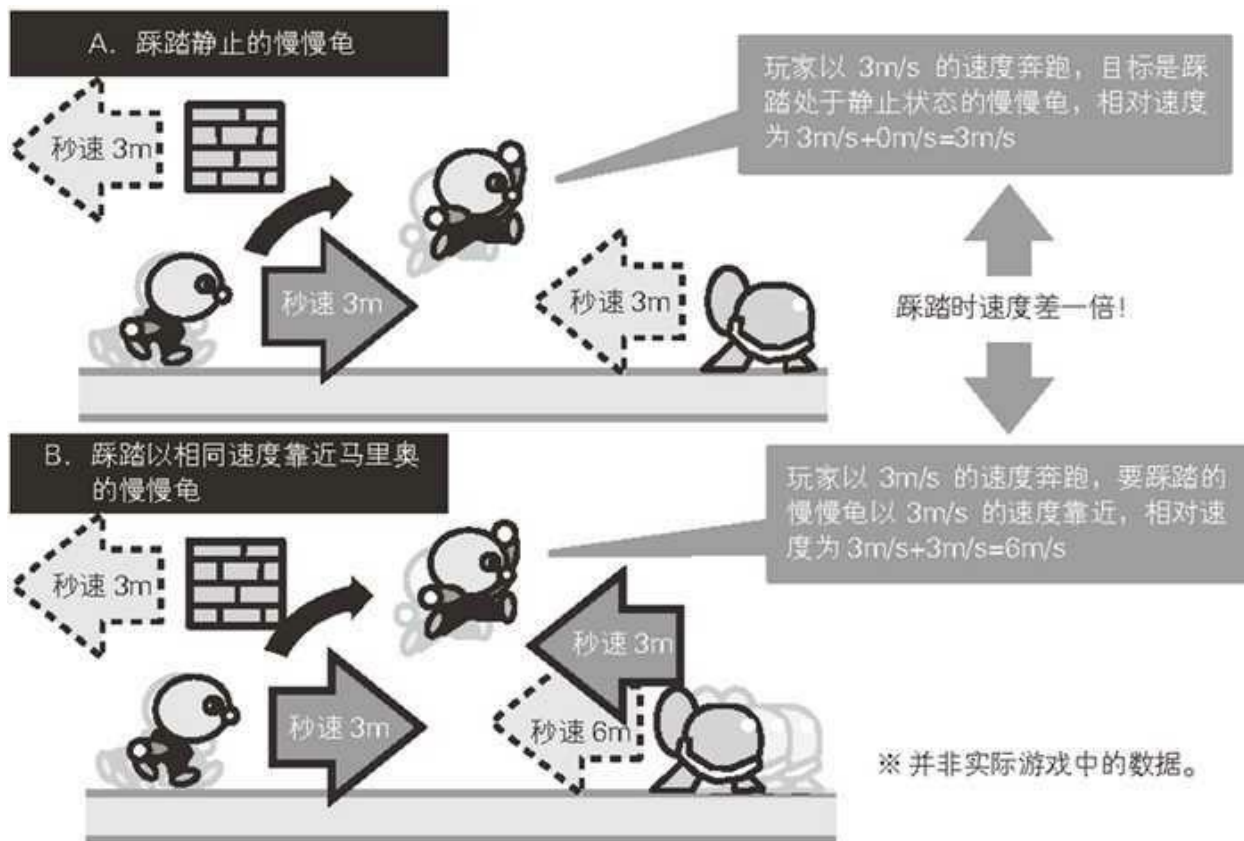 A. 踩踏静止的慢慢龟
玩家以 3m/s 的速度奔跑，目标是踩
踏处于静止状态的慢慢龟，相对速度
为 3m/s+0m/s=3m/s
秒速 3m
秒速 3m
秒速 3m
踩踏时速度差一倍！
B. 踩踏以相同速度靠近马里奥
的慢慢龟
玩家以 3m/s 的速度奔跑，要踩踏的
慢慢龟以 3m/s 的速度靠近，相对速
度为 3m/s+3m/s=6m/s
秒速 3m
秒速 3m
秒速 3m
秒速 6m
※ 并非实际游戏中的数据。